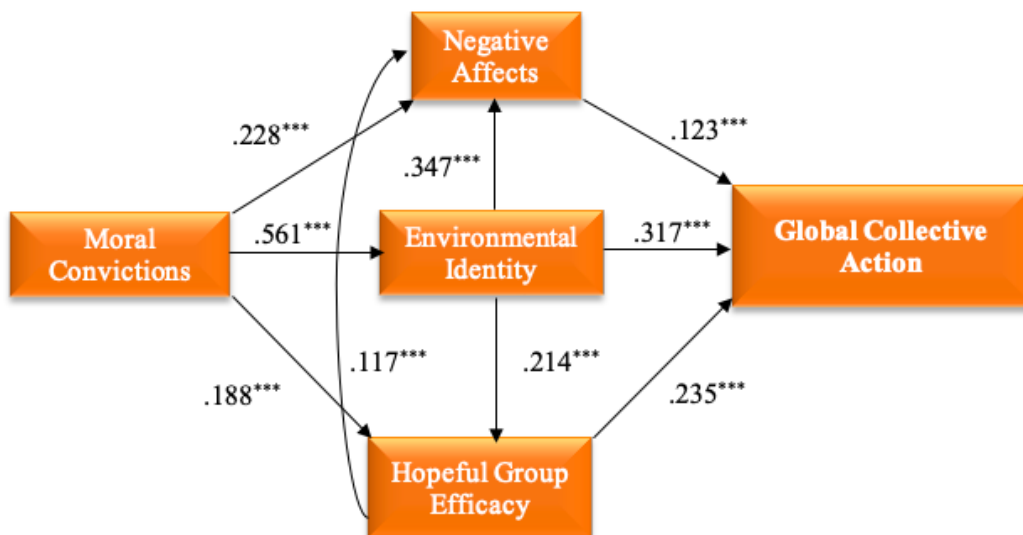 Negative
Affects
.228***
.123***
.347***
Moral
Convictions
.561***
Environmental
Identity
.317***
Global Collective
Action
.188***
.117***
.214***
.235***
Hopeful Group
Efficacy